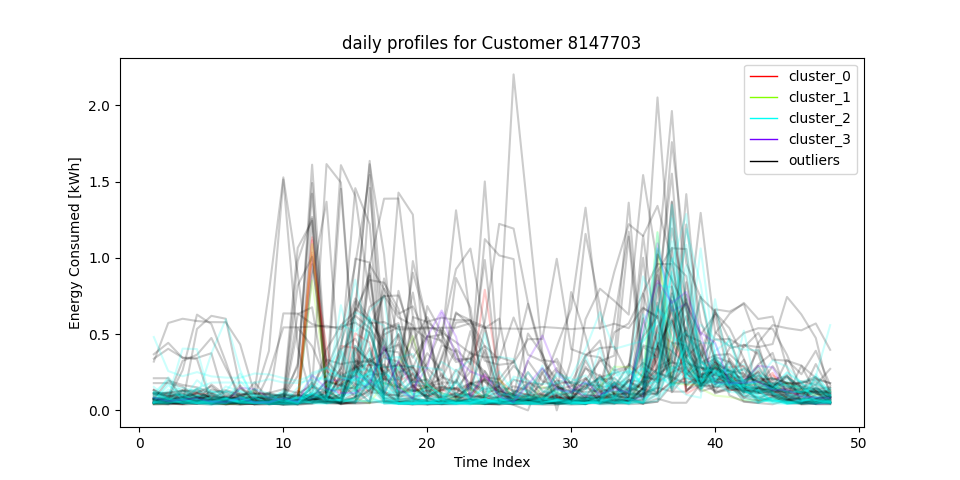 daily profiles for Customer 8147703
cluster_0
cluster_1
cluster_2
cluster_3
outliers
Energy Consumed [kWh]
2.0
1.5
1.0
0.5
0.0
0 10 20 30 40 50
Time Index